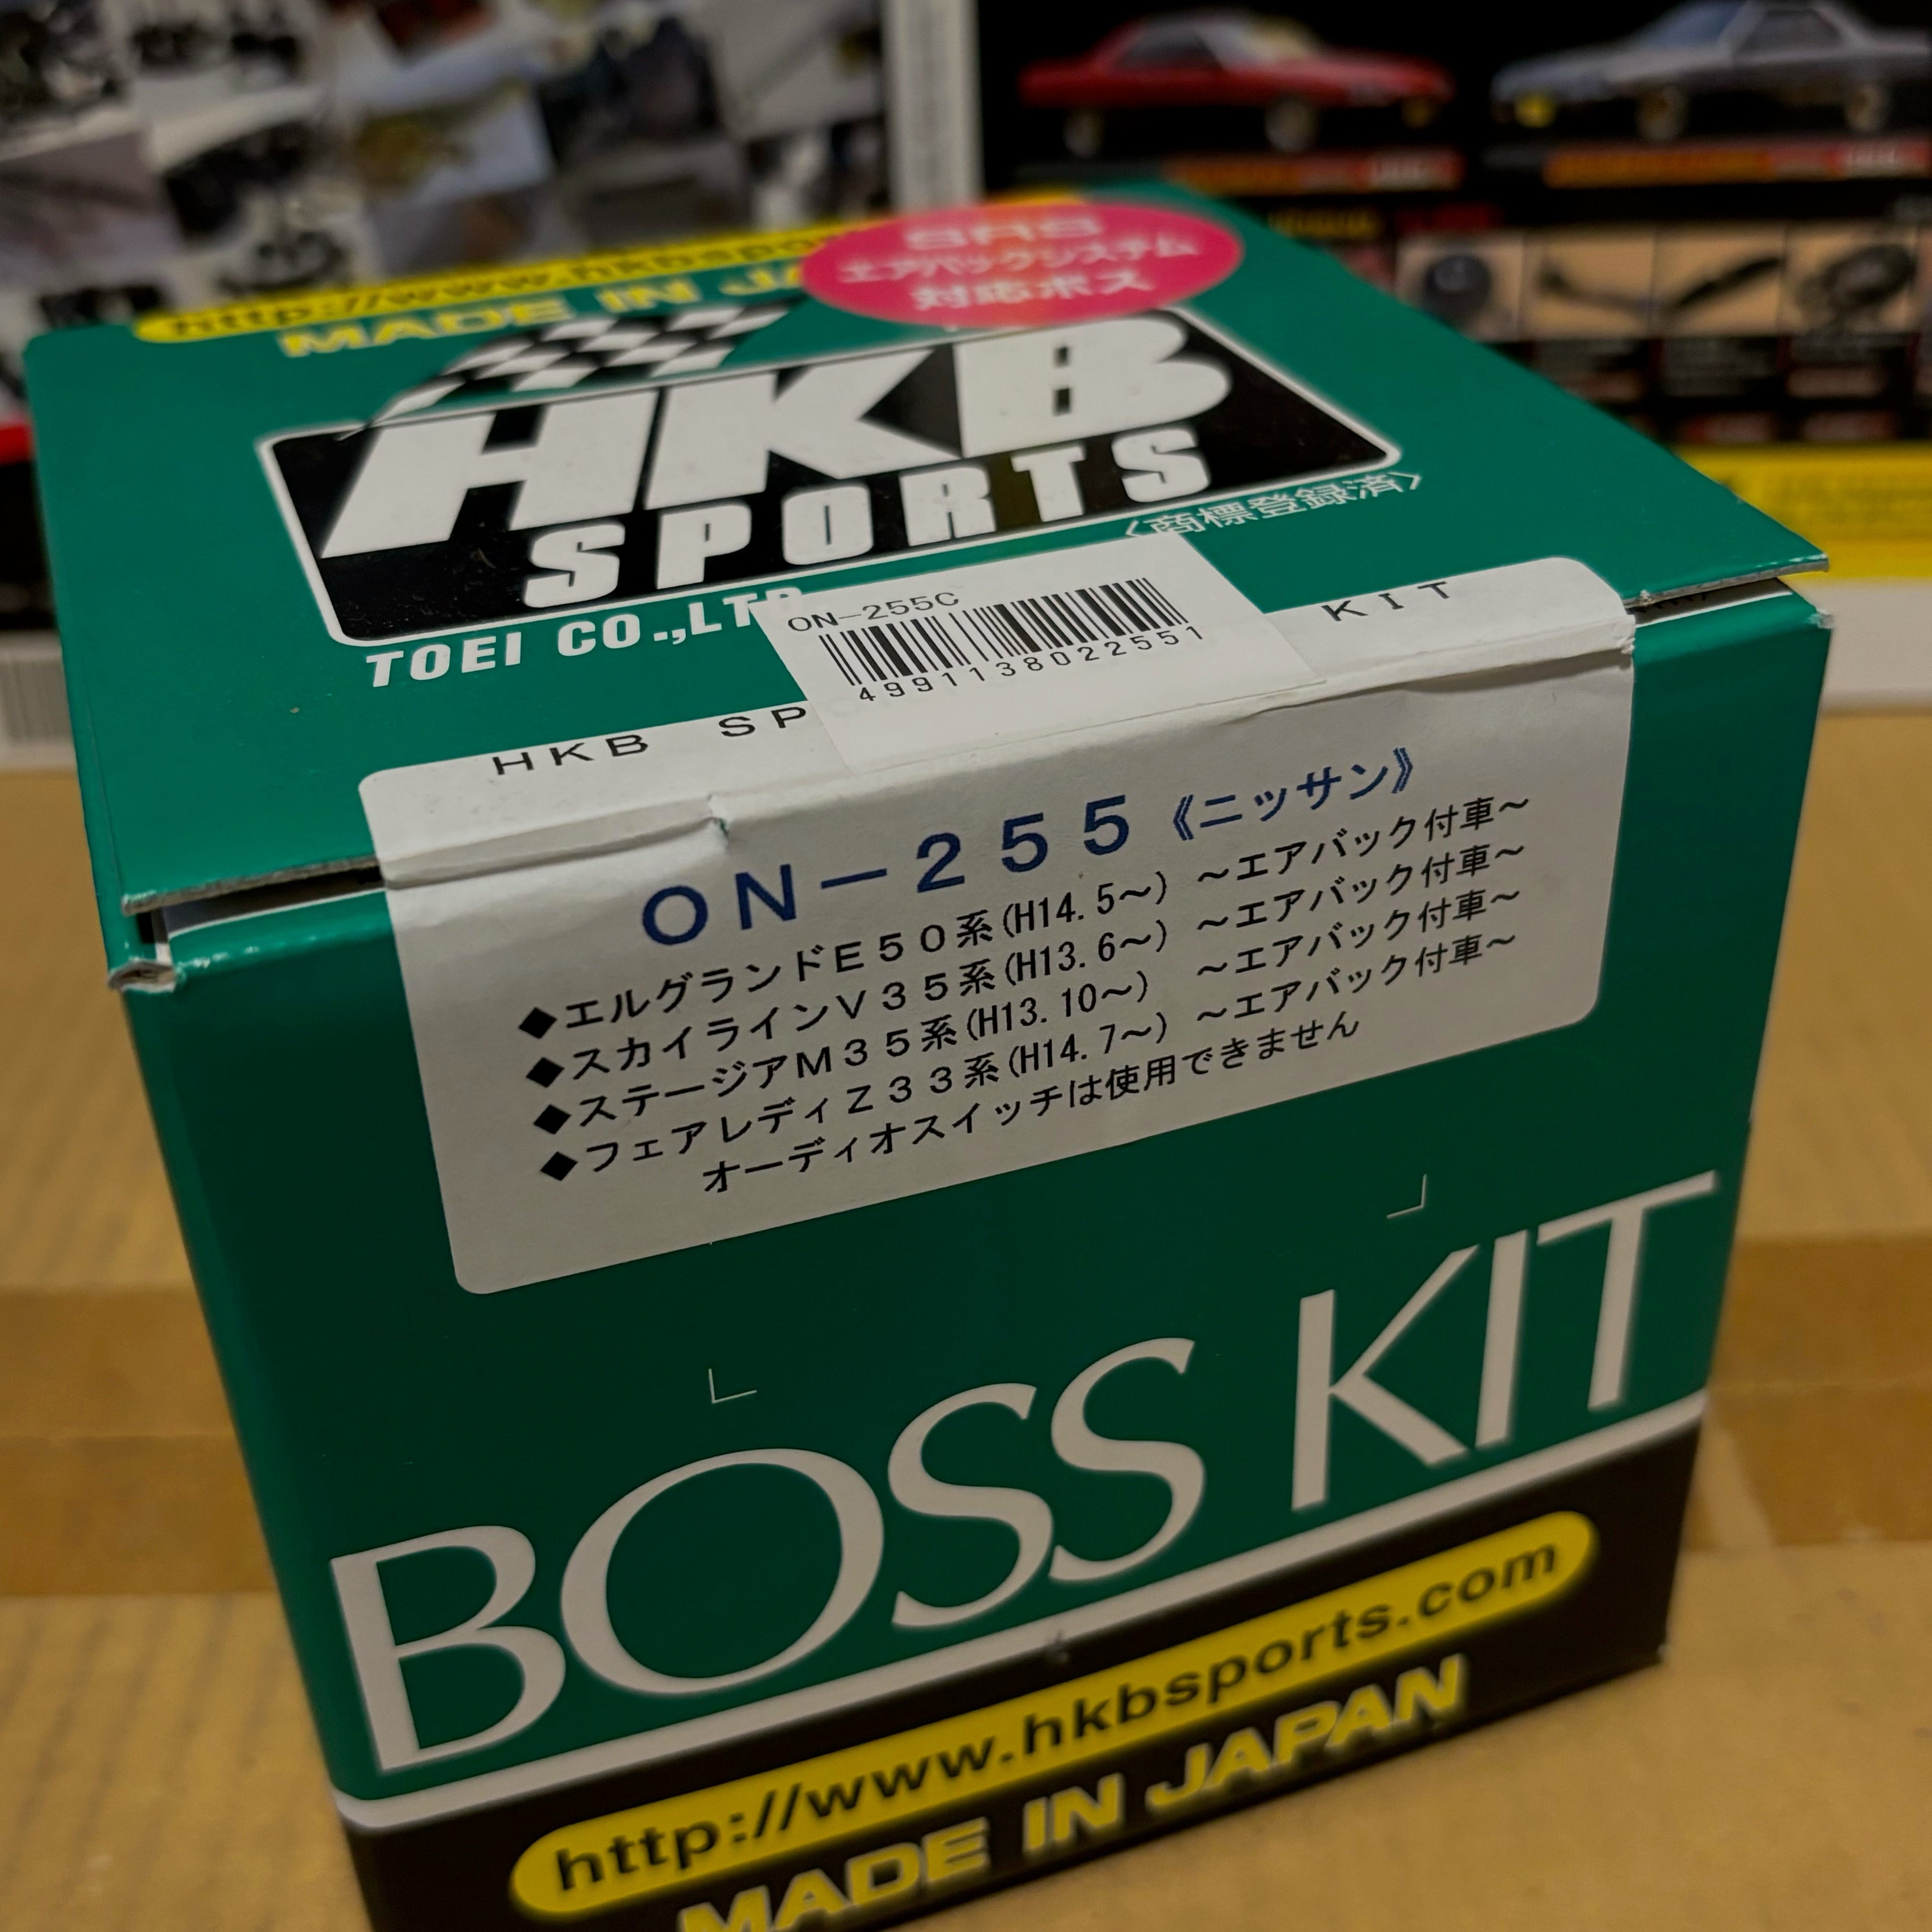 http://www.hkbspo
MADE IN JA
SRS
エアバックシステム
対応ボス
HKB
SPORTS
〈商標登録済〉
TOEI CO.,LTD
ON-255C
4991138022551
HKB SP
KIT
ON-255《ニッサン》
◆エルグランドE50系(H14.5～) ～エアバック付車～
◆スカイラインV35系(H13.6～) ～エアバック付車～
◆ステージアM35系(H13.10～) ～エアバック付車～
◆フェアレディZ33系(H14.7～) ～エアバック付車～
オーディオスイッチは使用できません
BOSS KIT
http://www.hkbsports.com
MADE IN JAPAN